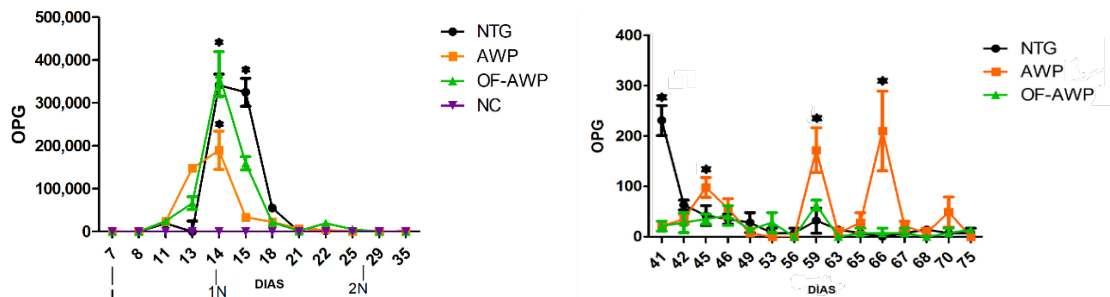 500,000
400,000
300,000
200,000
100,000
0
OPG
7 8 11 13 14 15 18 21 22 25 29 35
I 1N DIAS 2N
* * *
NTG
AWP
OF-AWP
NC
400
300
200
100
0
OPG
41 42 45 46 49 53 56 59 63 65 66 67 68 70 75
DIAS
* * * *
NTG
AWP
OF-AWP